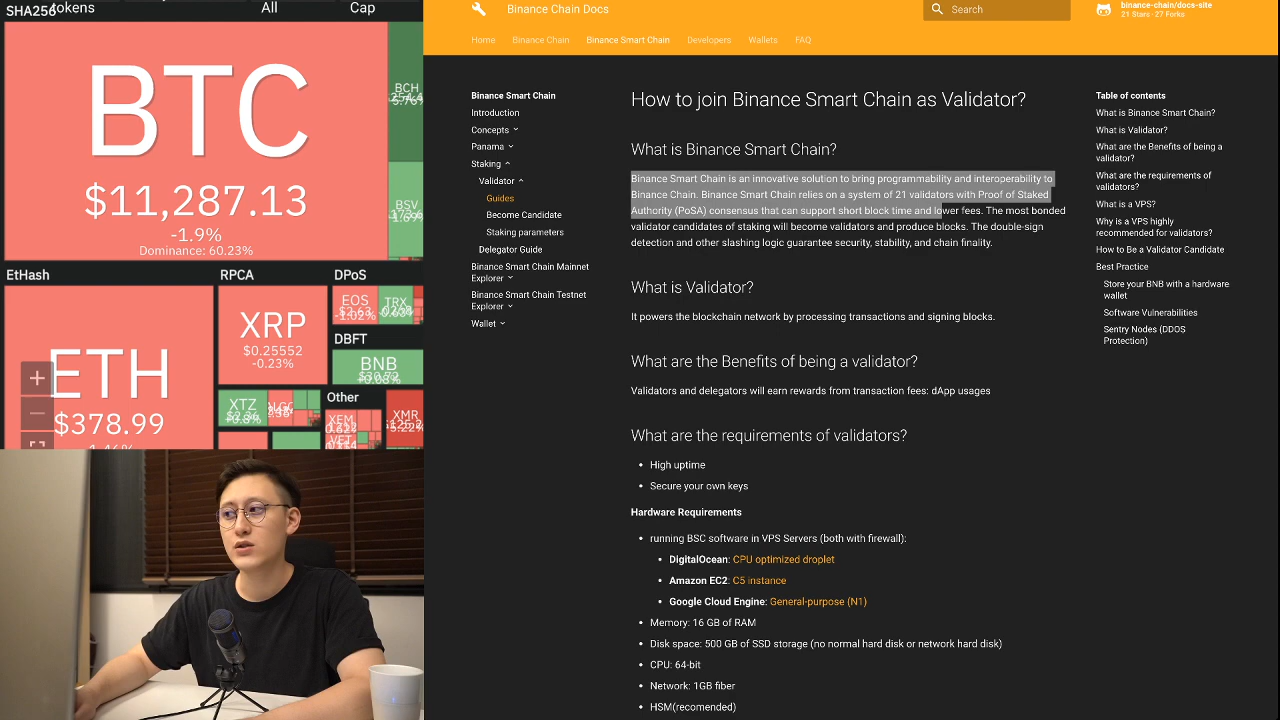 SHA256
Tokens
All
Cap
BTC
$11,287.13
-1.9%
Dominance: 60.23%
BCH
BSV
EtHash
ETH
$378.99
-1.46%
RPCA
XRP
$0.25552
-0.23%
DPoS
EOS
$2.63
-1.02%
TRX
DBFT
BNB
XTZ
Other
XEM
VET
XMR
Binance Chain Docs
Search
binance-chain/docs-site
21 Stars · 27 Forks
Home
Binance Chain
Binance Smart Chain
Developers
Wallets
FAQ
Binance Smart Chain
Introduction
Concepts
Panama
Staking
Validator
Guides
Become Candidate
Staking parameters
Delegator Guide
Binance Smart Chain Mainnet
Explorer
Binance Smart Chain Testnet
Explorer
Wallet
How to join Binance Smart Chain as Validator?
What is Binance Smart Chain?
Binance Smart Chain is an innovative solution to bring programmability and interoperability to
Binance Chain. Binance Smart Chain relies on a system of 21 validators with Proof of Staked
Authority (PoSA) consensus that can support short block time and lower fees. The most bonded
validator candidates of staking will become validators and produce blocks. The double-sign
detection and other slashing logic guarantee security, stability, and chain finality.
What is Validator?
It powers the blockchain network by processing transactions and signing blocks.
What are the Benefits of being a validator?
Validators and delegators will earn rewards from transaction fees: dApp usages
What are the requirements of validators?
• High uptime
• Secure your own keys
Hardware Requirements
• running BSC software in VPS Servers (both with firewall):
• DigitalOcean: CPU optimized droplet
• Amazon EC2: C5 instance
• Google Cloud Engine: General-purpose (N1)
• Memory: 16 GB of RAM
• Disk space: 500 GB of SSD storage (no normal hard disk or network hard disk)
• CPU: 64-bit
• Network: 1GB fiber
• HSM(recomended)
Table of contents
What is Binance Smart Chain?
What is Validator?
What are the Benefits of being a
validator?
What are the requirements of
validators?
What is a VPS?
Why is a VPS highly
recommended for validators?
How to Be a Validator Candidate
Best Practice
Store your BNB with a hardware
wallet
Software Vulnerabilities
Sentry Nodes (DDOS
Protection)